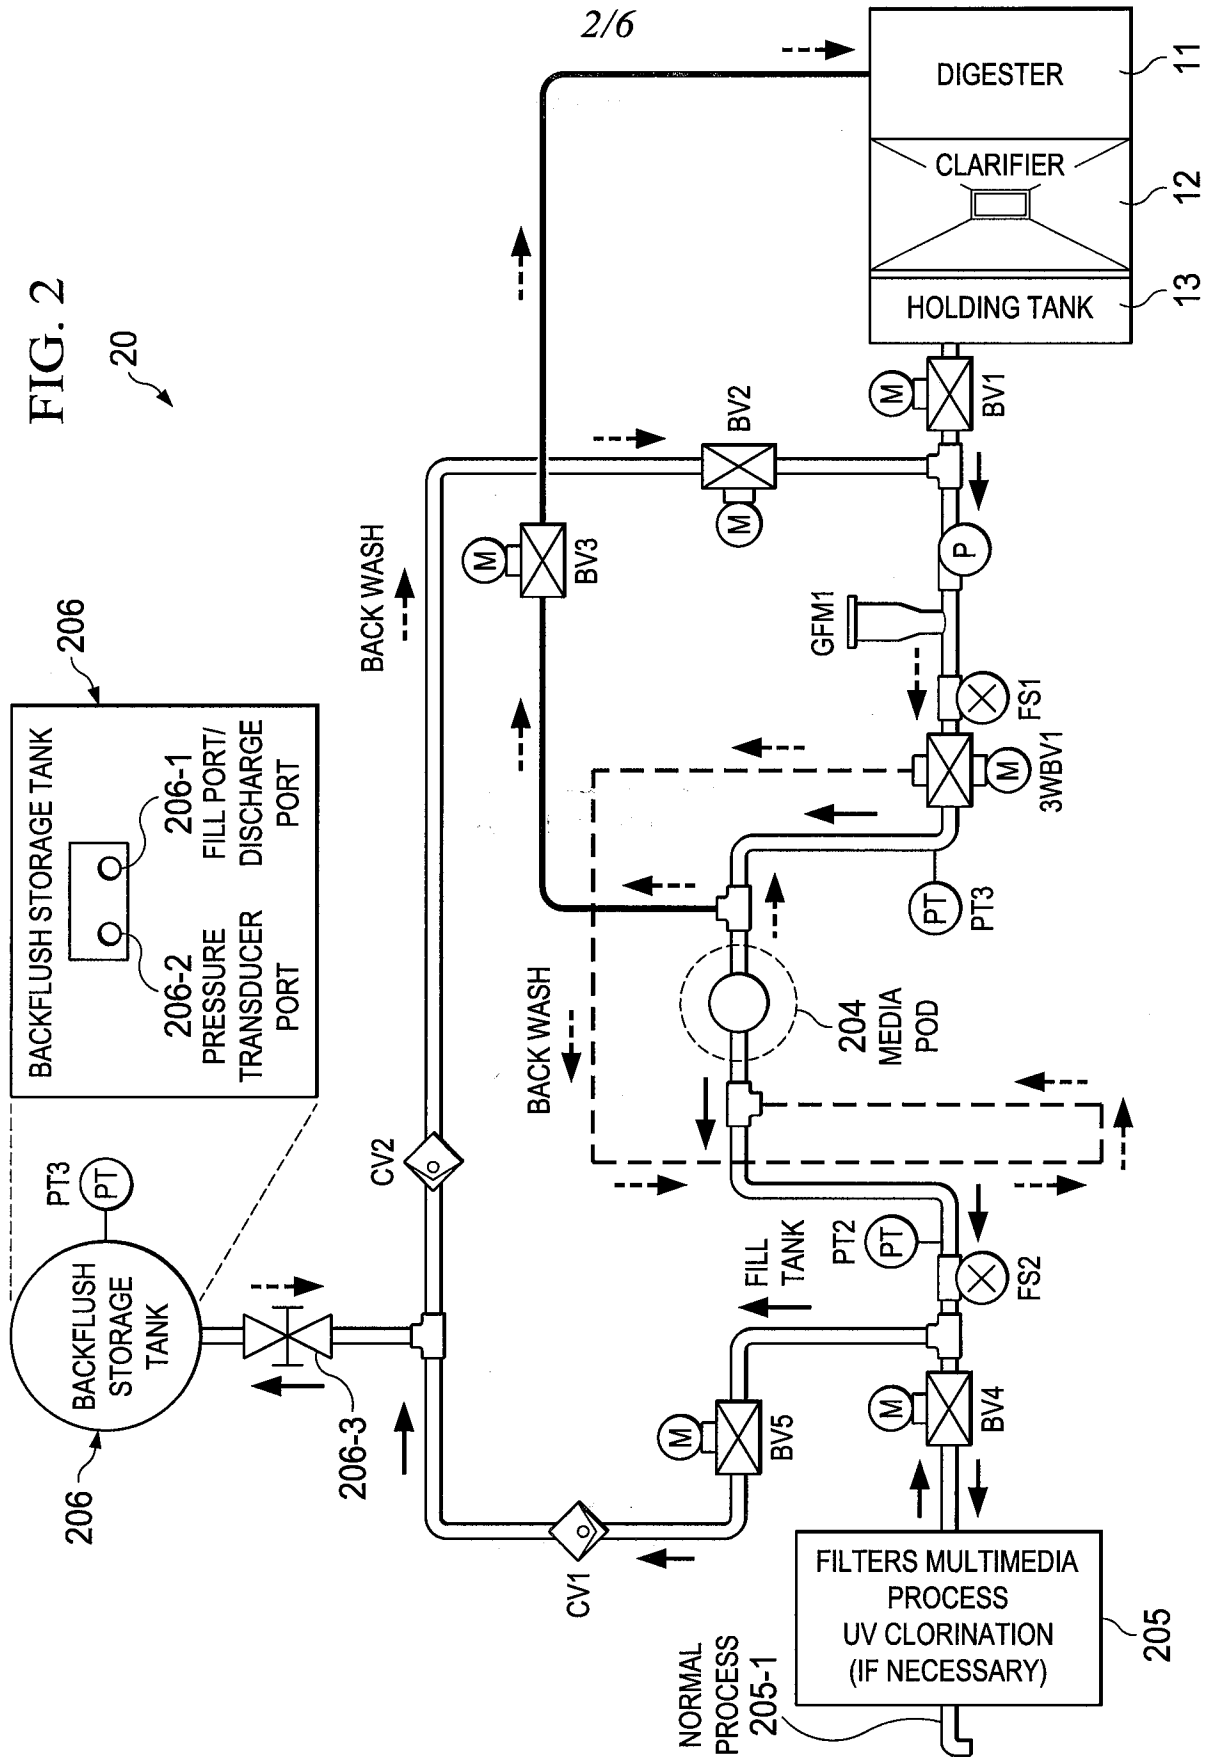 2/6
FIG. 2
20
BACKFLUSH STORAGE TANK
206
206-2
PRESSURE
TRANSDUCER
PORT
206-1
FILL PORT/
DISCHARGE
PORT
PT3
PT
BACKFLUSH
STORAGE
TANK
206
206-3
CV2
BACK WASH
M
BV3
M
BV2
DIGESTER
11
CLARIFIER
12
HOLDING TANK
13
M
BV1
P
GFM1
FS1
M
3WBV1
PT
PT3
BACK WASH
204
MEDIA
POD
PT2
PT
FS2
FILL
TANK
M
BV4
M
BV5
CV1
FILTERS MULTIMEDIA
PROCESS
UV CLORINATION
(IF NECESSARY)
205
NORMAL
PROCESS
205-1